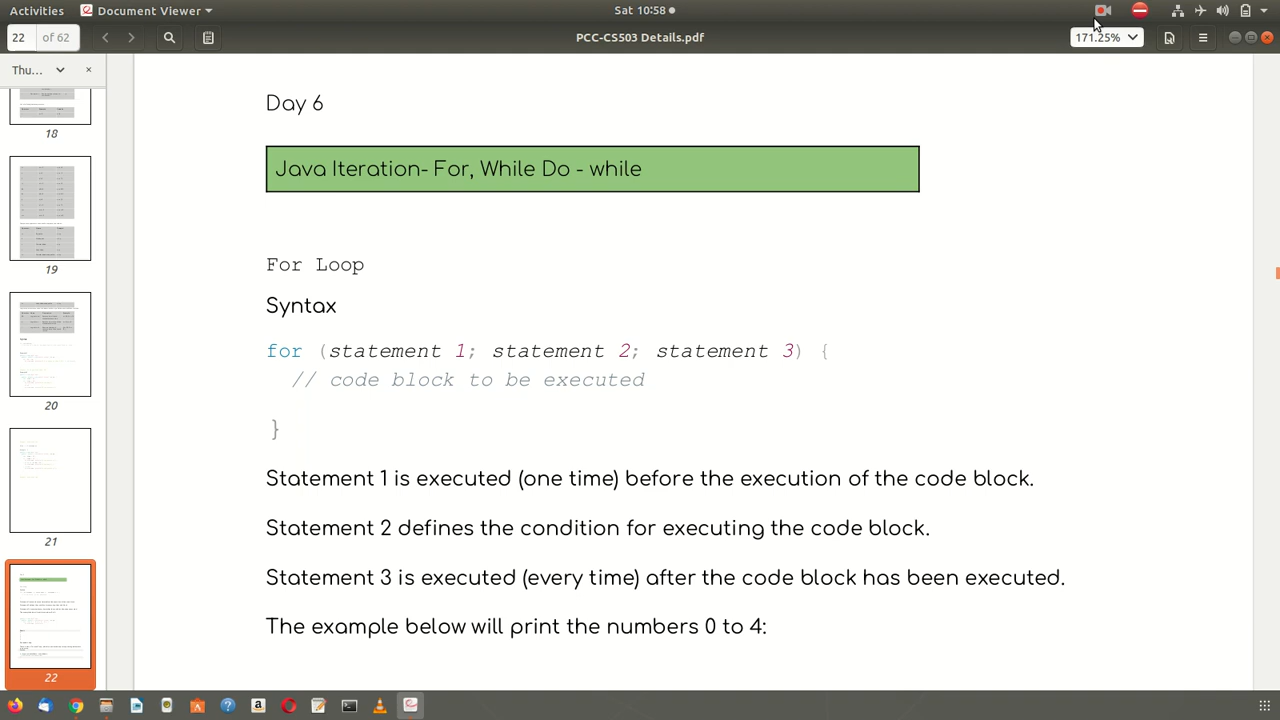 Activities
Document Viewer
Sat 10:58
22
of 62
PCC-CS503 Details.pdf
171.25%
Thu...
18
19
20
21
22
Day 6
Java Iteration- For, While Do - while
For Loop
Syntax
for (statement 1; statement 2; statement 3) {
// code block to be executed
}
Statement 1 is executed (one time) before the execution of the code block.
Statement 2 defines the condition for executing the code block.
Statement 3 is executed (every time) after the code block has been executed.
The example below will print the numbers 0 to 4: